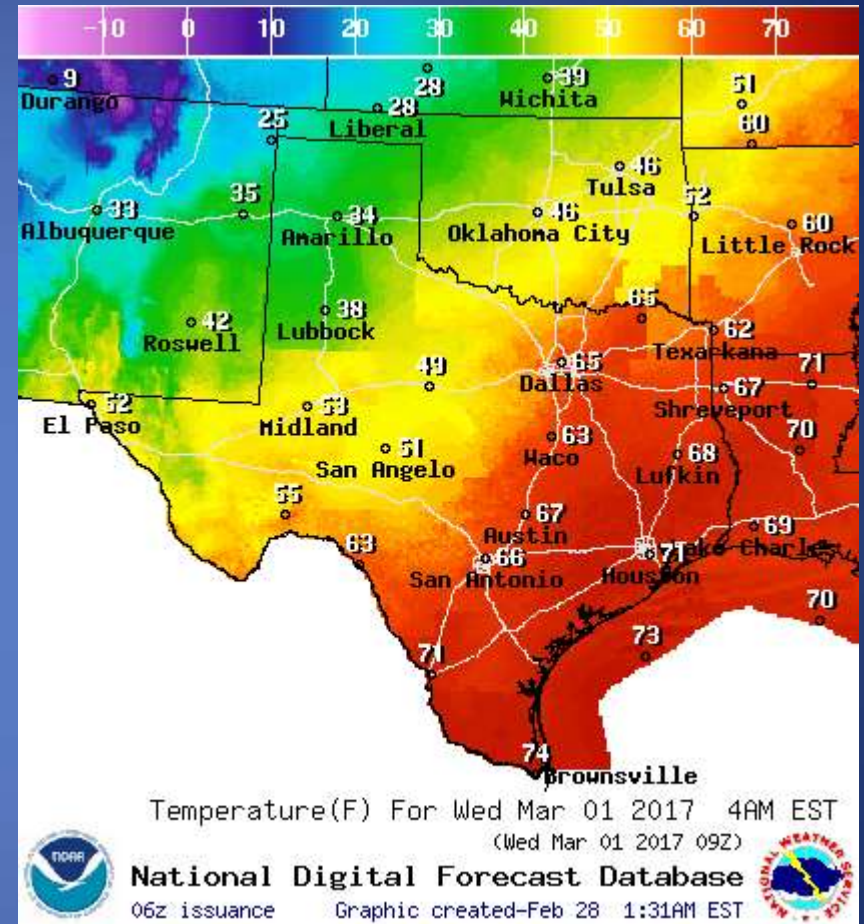 -10 0 10 20 30 40 50 60 70
9 28 39 51
Durango 28 Wichita
Liberal
25 60
46
Tulsa
33 35 34 46 52 60
Albuquerque Amarillo Oklahoma City Little Rock
42 38 65
Roswell Lubbock 62
Texarkana
49 65 67 71
Dallas Shreveport
52 53
El Paso Midland
51 63 68 70
San Angelo Waco Lufkin
55 67 69
Austin
63 66 71 Lake Charles
San Antonio Houston
70
71 73
74
Brownsville
Temperature(F) For Wed Mar 01 2017 4AM EST
(Wed Mar 01 2017 09Z)
NOAA
National Digital Forecast Database
06z issuance Graphic created-Feb 28 1:31AM EST